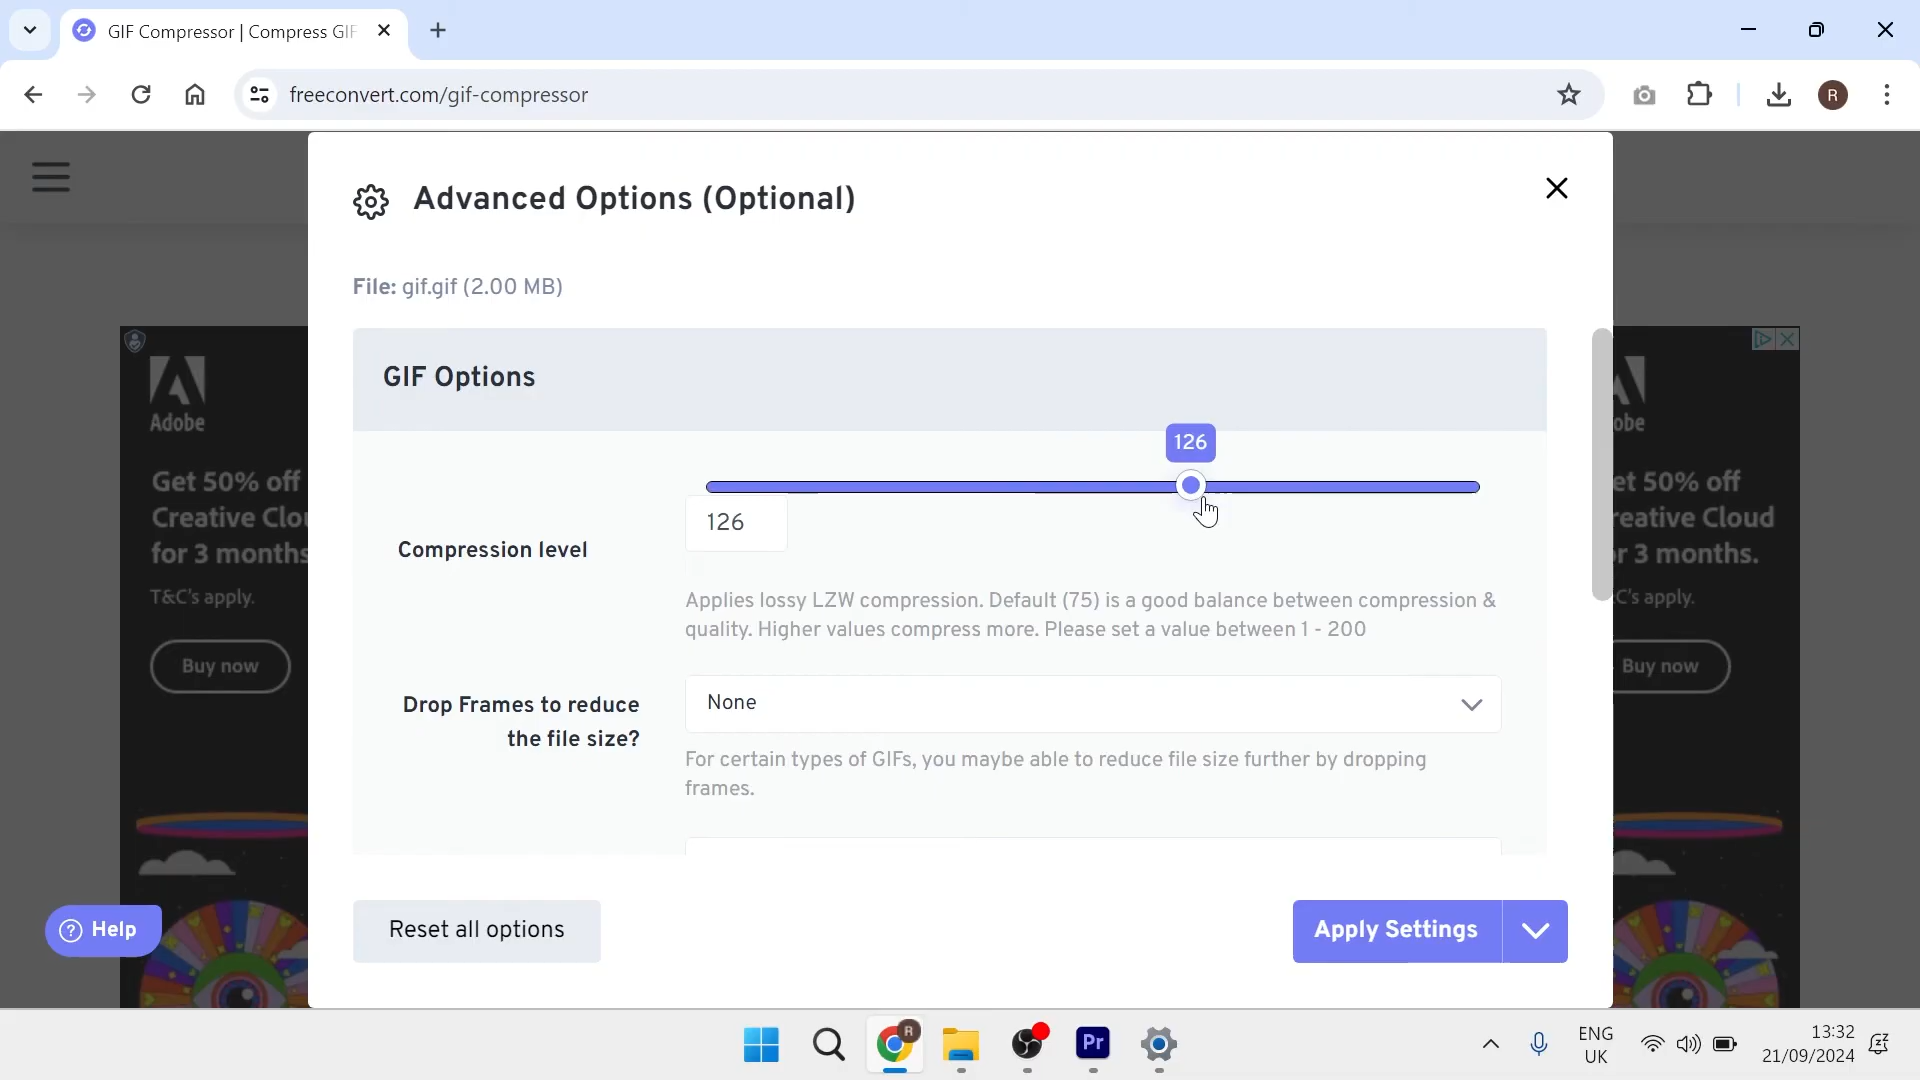 GIF Compressor | Compress GIF
freeconvert.com/gif-compressor
R
Advanced Options (Optional)
File: gif.gif (2.00 MB)
GIF Options
126
126
Compression level
Applies lossy LZW compression. Default (75) is a good balance between compression &
quality. Higher values compress more. Please set a value between 1 - 200
Drop Frames to reduce
the file size?
None
For certain types of GIFs, you maybe able to reduce file size further by dropping
frames.
Reset all options
Apply Settings
Adobe
Get 50% off
Creative Clou
for 3 months
T&C's apply.
Buy now
obe
et 50% off
reative Cloud
r 3 months.
C's apply.
Buy now
? Help
R
Pr
ENG
UK
13:32
21/09/2024